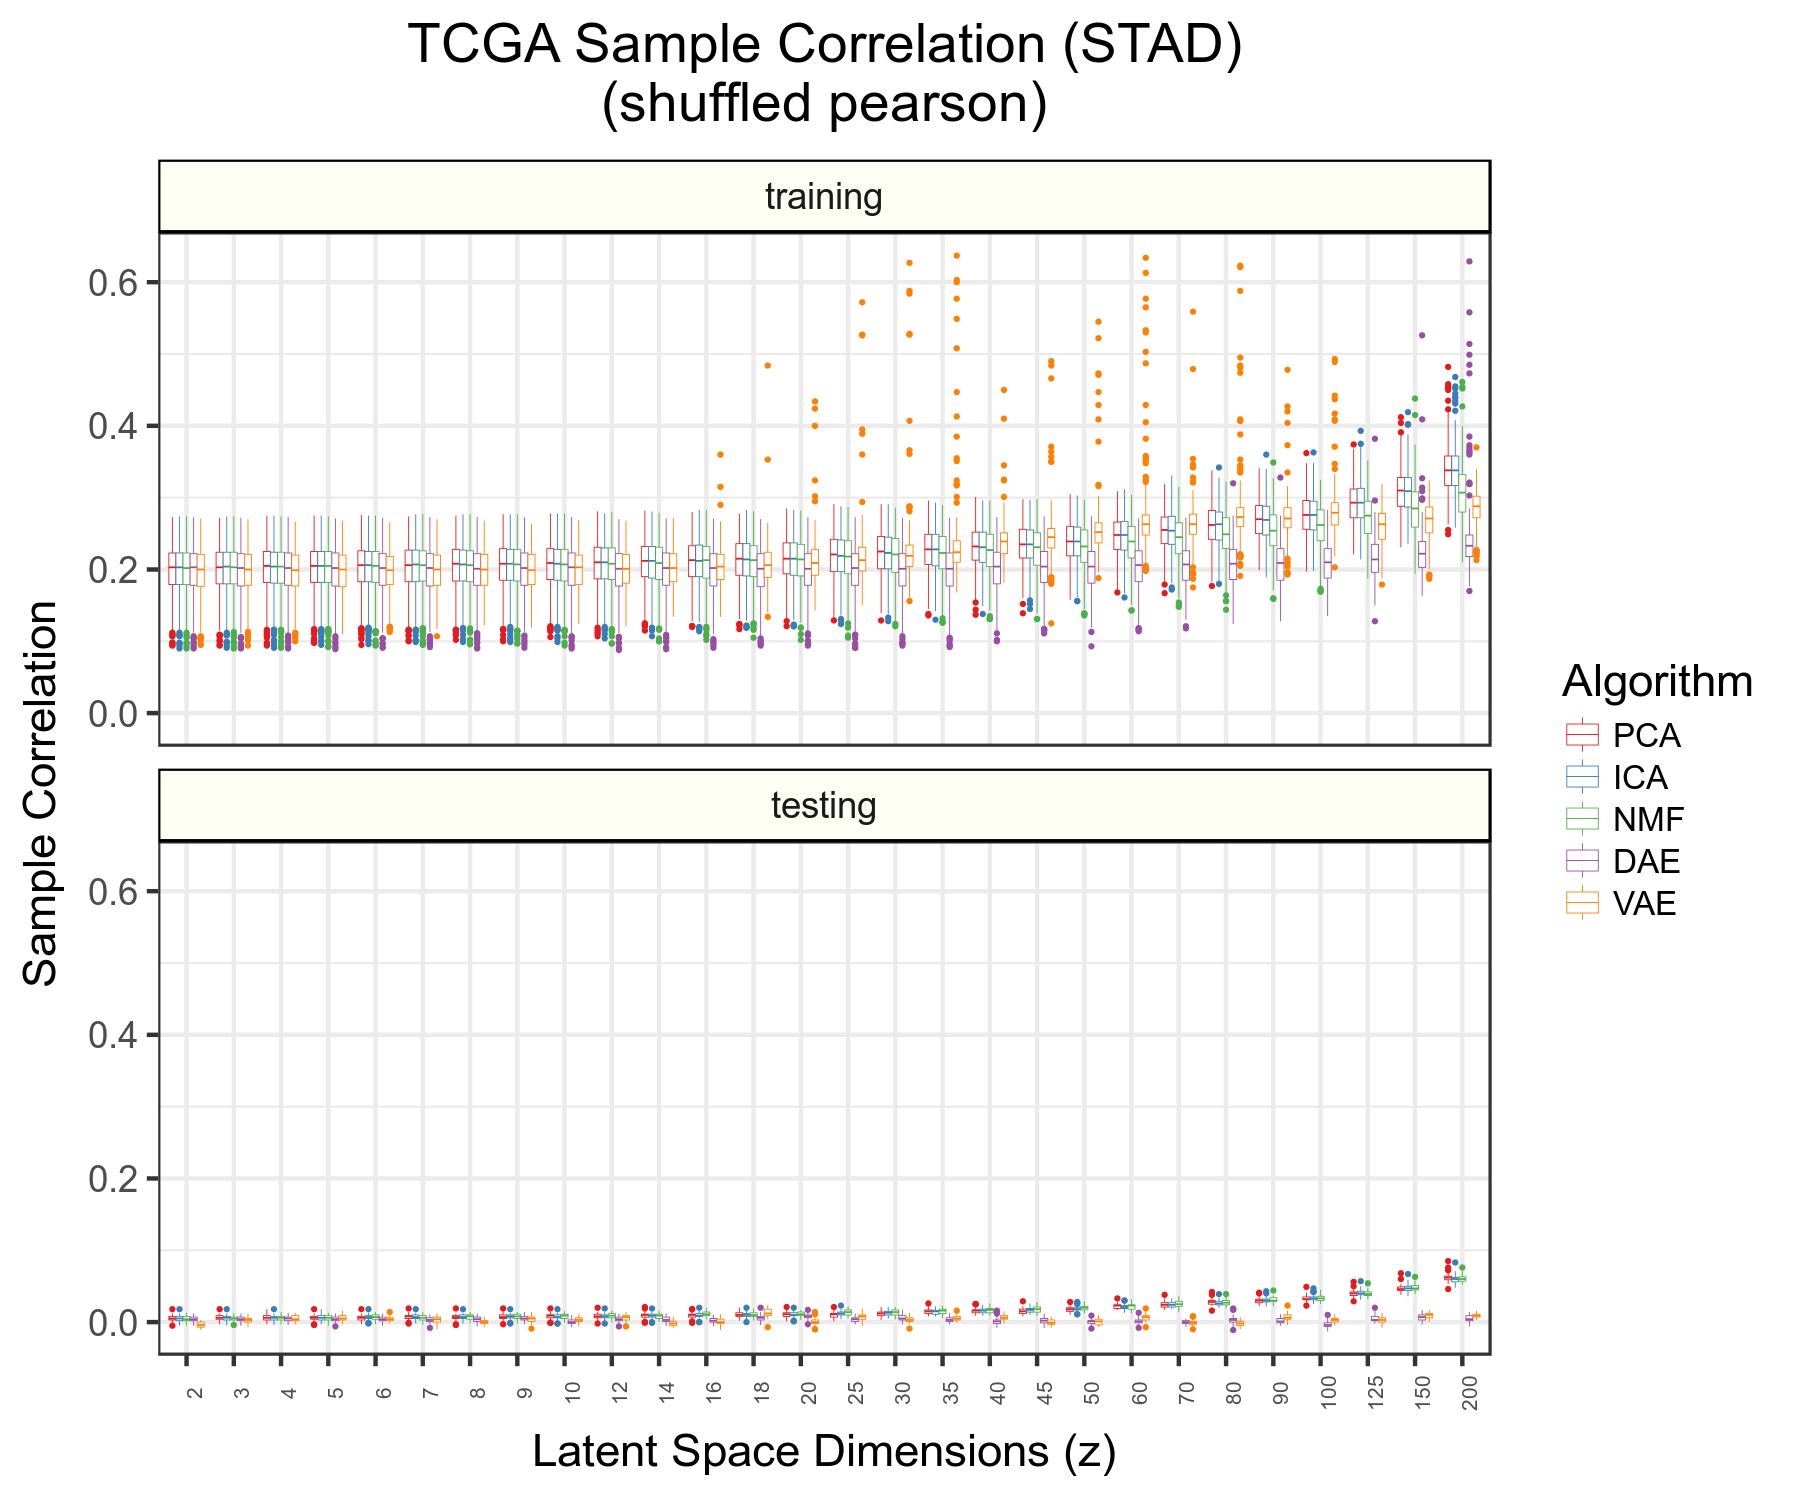 TCGA Sample Correlation (STAD)
(shuffled pearson)
training
0.6
0.4
0.2
0.0
testing
0.6
0.4
0.2
0.0
Sample Correlation
2 3 4 5 6 7 8 9 10 12 14 16 18 20 25 30 35 40 45 50 60 70 80 90 100 125 150 200
Latent Space Dimensions (z)
Algorithm
PCA
ICA
NMF
DAE
VAE